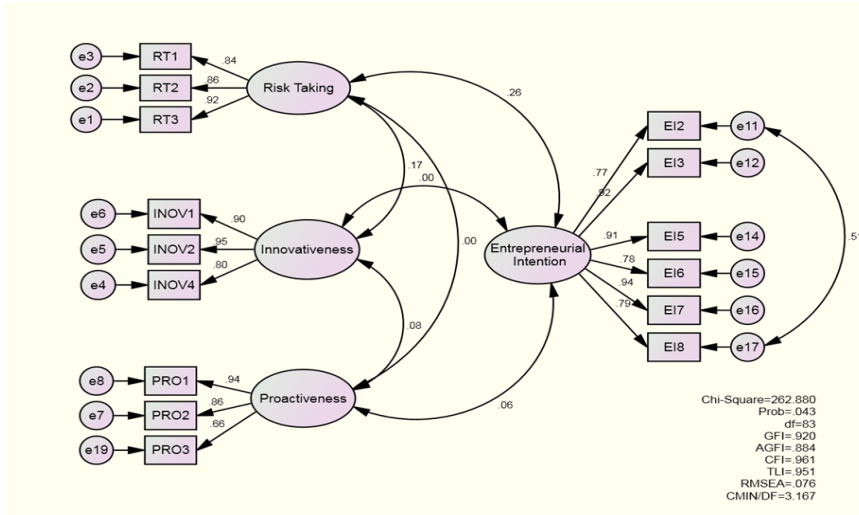 e3
RT1
.84
e2
RT2
.86
e1
RT3
.92
Risk Taking
.26
.17
.00
e6
INOV1
.90
e5
INOV2
.95
e4
INOV4
.80
Innovativeness
.00
.08
e8
PRO1
.94
e7
PRO2
.86
e19
PRO3
.66
Proactiveness
.06
Entrepreneurial
Intention
.77
EI2
e11
.92
EI3
e12
.91
EI5
e14
.78
EI6
e15
.94
EI7
e16
.79
EI8
e17
Chi-Square=262.880
Prob=.043
df=83
GFI=.920
AGFI=.884
CFI=.961
TLI=.951
RMSEA=.076
CMIN/DF=3.167